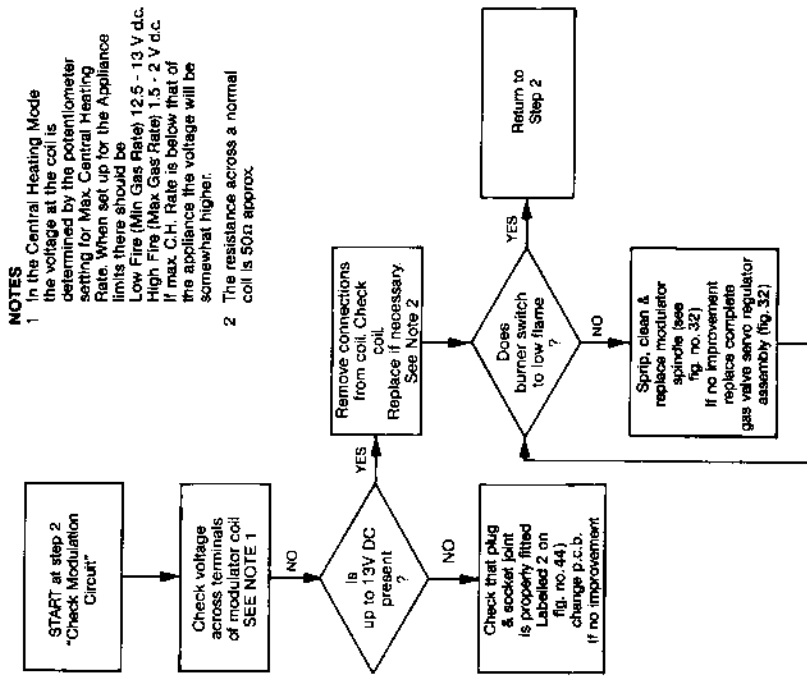 NOTES
1 In the Central Heating Mode
the voltage at the coil is
determined by the potentiometer
setting for Max. Central Heating
Rate. When set up for the Appliance
limits there should be
Low Fire (Min Gas Rate) 12.5 - 13 V d.c.
High Fire (Max Gas Rate) 1.5 - 2 V d.c.
If max. C.H. Rate is below that of
the appliance the voltage will be
somewhat higher.
2 The resistance across a normal
coil is 50Ω approx.
START at step 2
"Check Modulation
Circuit"
Check voltage
across terminals
of modulator coil
SEE NOTE 1
NO
Is
up to 13V DC
present
?
YES
NO
Check that plug
& socket joint
is properly fitted
Labelled 2 on
fig. no.44)
change p.c.b.
if no improvement
Remove connections
from coil. Check
coil.
Replace if necessary.
See Note 2
Does
burner switch
to low flame
?
YES
Return to
Step 2
NO
Sprip, clean &
replace modulator
spindle (see
fig. no. 32)
If no improvement
replace complete
gas valve servo regulator
assembly (fig. 32)